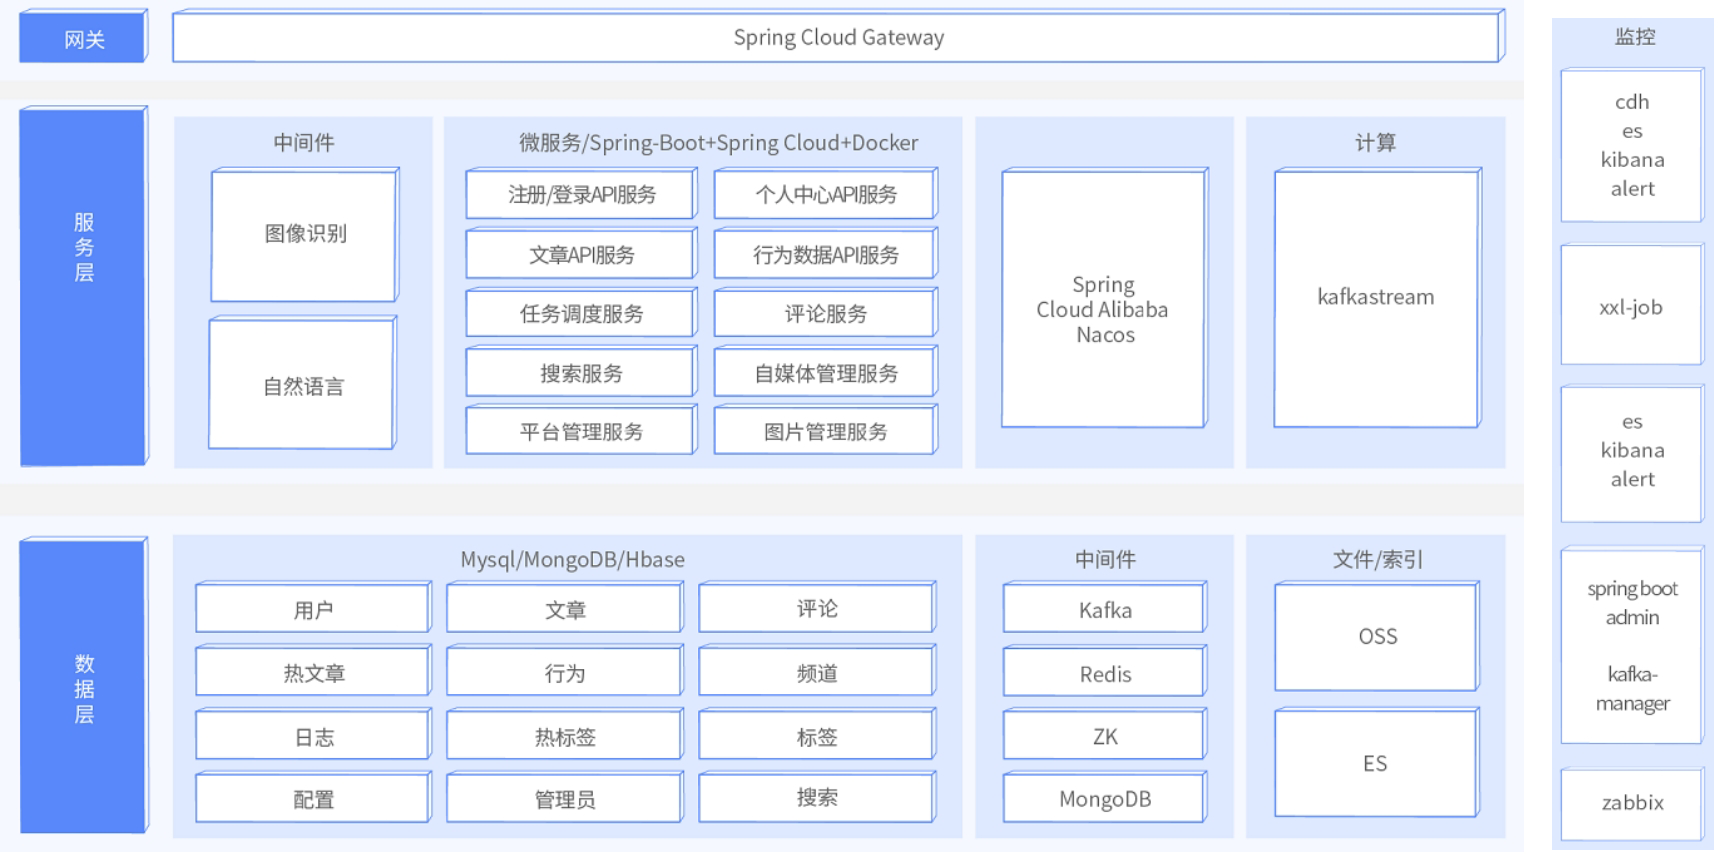 网关
Spring Cloud Gateway
服
务
层
中间件
图像识别
自然语言
微服务/Spring-Boot+Spring Cloud+Docker
注册/登录API服务
个人中心API服务
文章API服务
行为数据API服务
任务调度服务
评论服务
搜索服务
自媒体管理服务
平台管理服务
图片管理服务
Spring
Cloud Alibaba
Nacos
计算
kafkastream
数
据
层
Mysql/MongoDB/Hbase
用户
文章
评论
热文章
行为
频道
日志
热标签
标签
配置
管理员
搜索
中间件
Kafka
Redis
ZK
MongoDB
文件/索引
OSS
ES
监控
cdh
es
kibana
alert
xxl-job
es
kibana
alert
spring boot
admin
kafka-
manager
zabbix